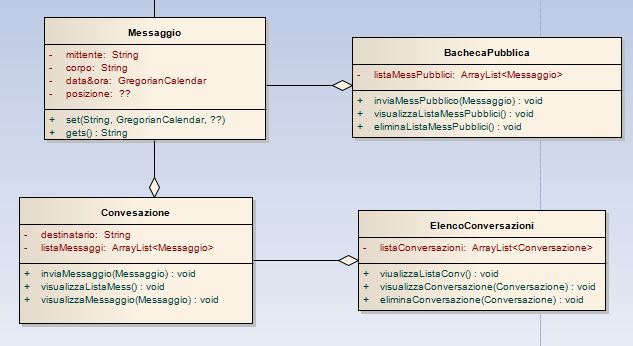 Messaggio
- mittente: String
- corpo: String
- data&ora: GregorianCalendar
- posizione: ??
+ set(String, GregorianCalendar, ??)
+ gets() : String
BachecaPubblica
- listaMessPubblici: ArrayList<Messaggio>
+ inviaMessPubblico(Messaggio) : void
+ visualizzaListaMessPubblici() : void
+ eliminaListaMessPubblici() : void
Convesazione
- destinatario: String
- listaMessaggi: ArrayList<Messaggio>
+ inviaMessaggio(Messaggio) : void
+ visualizzaListaMess() : void
+ visualizzaMessaggio(Messaggio) : void
ElencoConversazioni
- listaConversazioni: ArrayList<Conversazione>
+ viualizzaListaConv() : void
+ visualizzaConversazione(Conversazione) : void
+ eliminaConversazione(Conversazione) : void